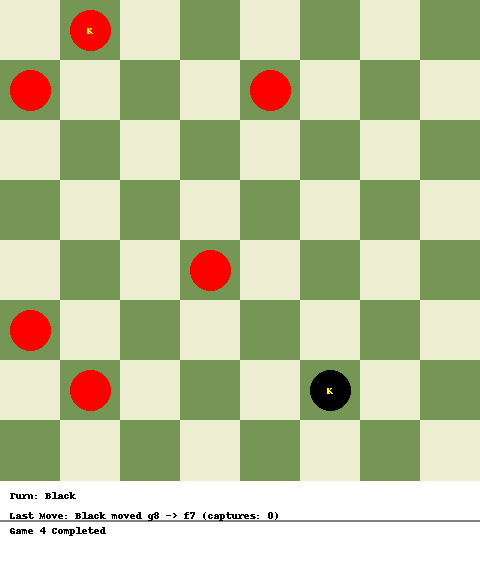 K
K
Turn: Black
Last Move: Black moved g8 -> f7 (captures: 0)
Game 4 Completed